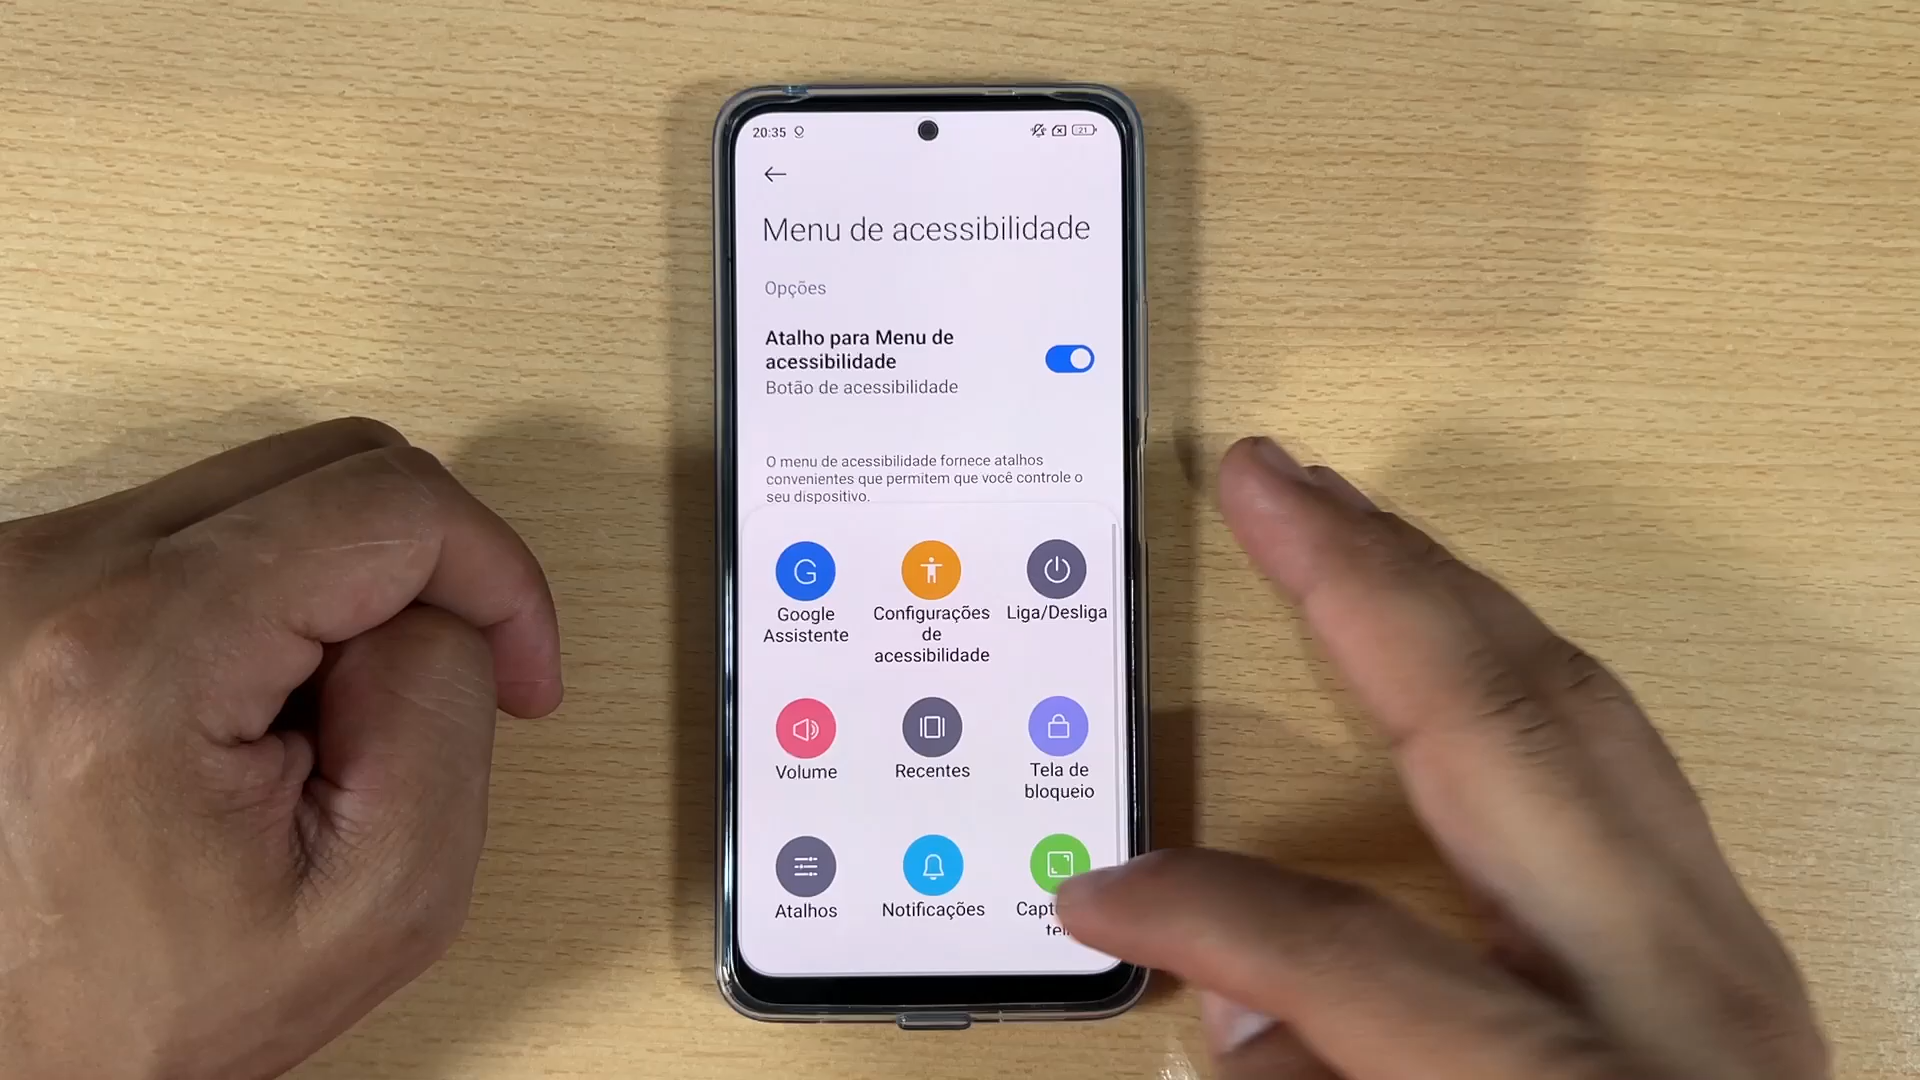 20:35
21
Menu de acessibilidade
Opções
Atalho para Menu de
acessibilidade
Botão de acessibilidade
O menu de acessibilidade fornece atalhos
convenientes que permitem que você controle o
seu dispositivo.
G
Google
Assistente
Configurações
de
acessibilidade
Liga/Desliga
Volume
Recentes
Tela de
bloqueio
Atalhos
Notificações